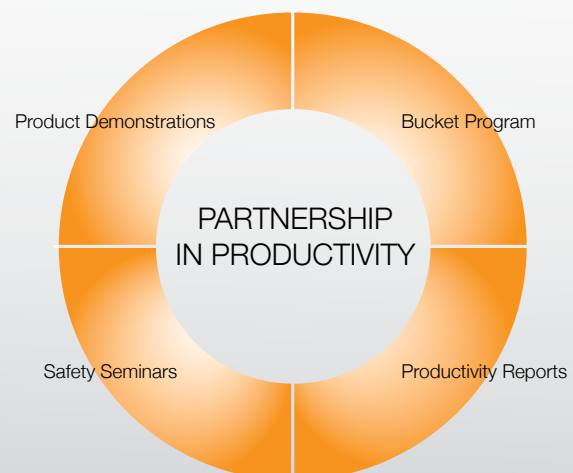 Product Demonstrations
Bucket Program
PARTNERSHIP
IN PRODUCTIVITY
Safety Seminars
Productivity Reports